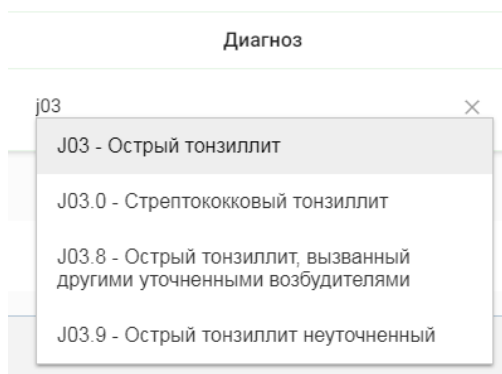 Диагноз
j03
J03 - Острый тонзиллит
J03.0 - Стрептококковый тонзиллит
J03.8 - Острый тонзиллит, вызванный
другими уточненными возбудителями
J03.9 - Острый тонзиллит неуточненный